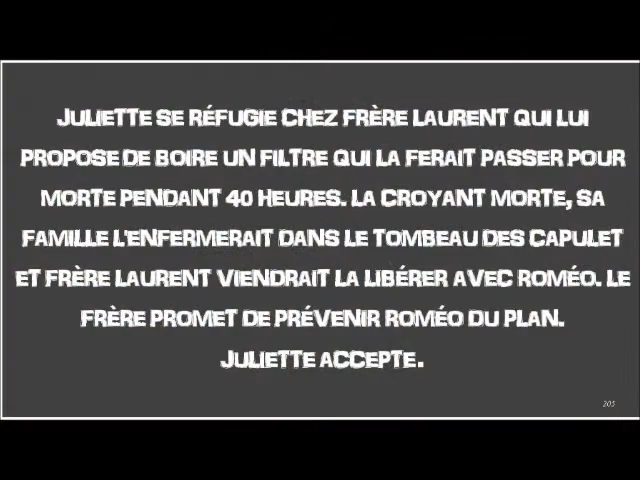 JULIETTE SE RÉFUGIE CHEZ FRÈRE LAURENT QUI LUI
PROPOSE DE BOIRE UN FILTRE QUI LA FERAIT PASSER POUR
MORTE PENDANT 40 HEURES. LA CROYANT MORTE, SA
FAMILLE L'ENFERMERAIT DANS LE TOMBEAU DES CAPULET
ET FRÈRE LAURENT VIENDRAIT LA LIBÉRER AVEC ROMÉO. LE
FRÈRE PROMET DE PRÉVENIR ROMÉO DU PLAN.
JULIETTE ACCEPTE.
205